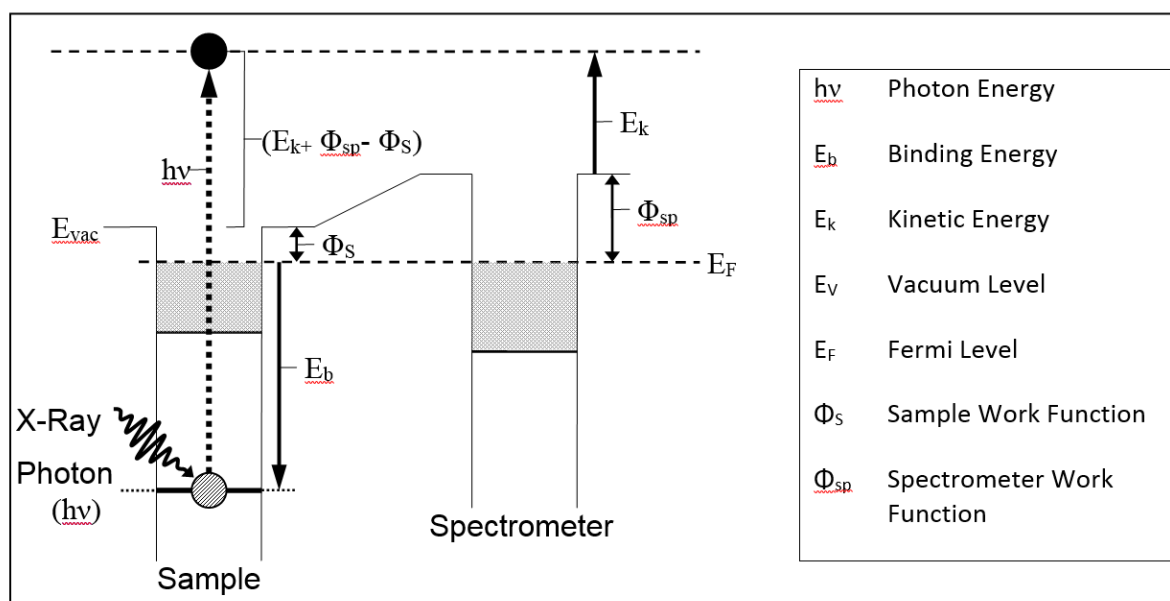 (Ek+ Φsp- ΦS)
hν
Ek
Evac
ΦS
Φsp
EF
Eb
X-Ray
Photon
(hν)
Sample
Spectrometer
hν Photon Energy
Eb Binding Energy
Ek Kinetic Energy
EV Vacuum Level
EF Fermi Level
ΦS Sample Work Function
Φsp Spectrometer Work
Function